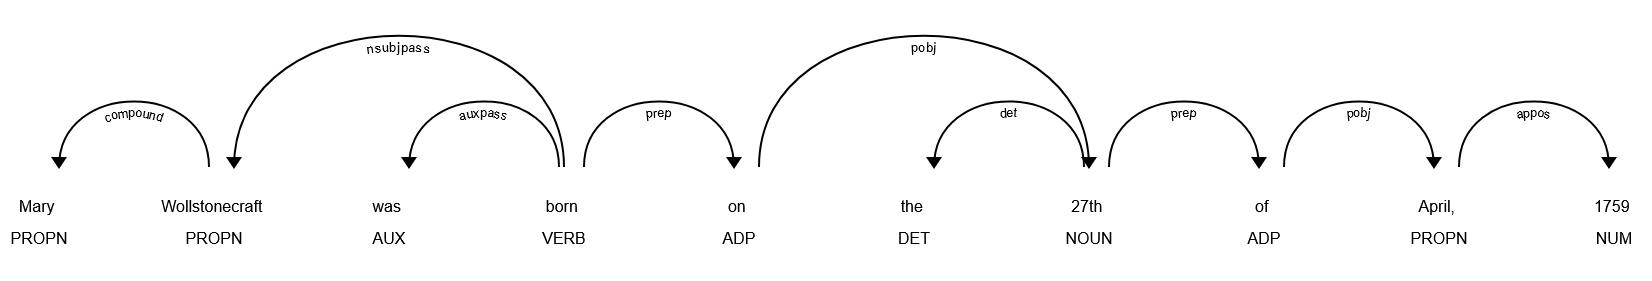 nsubjpass pobj
compound auxpass prep det prep pobj appos
Mary Wollstonecraft was born on the 27th of April, 1759
PROPN PROPN AUX VERB ADP DET NOUN ADP PROPN NUM